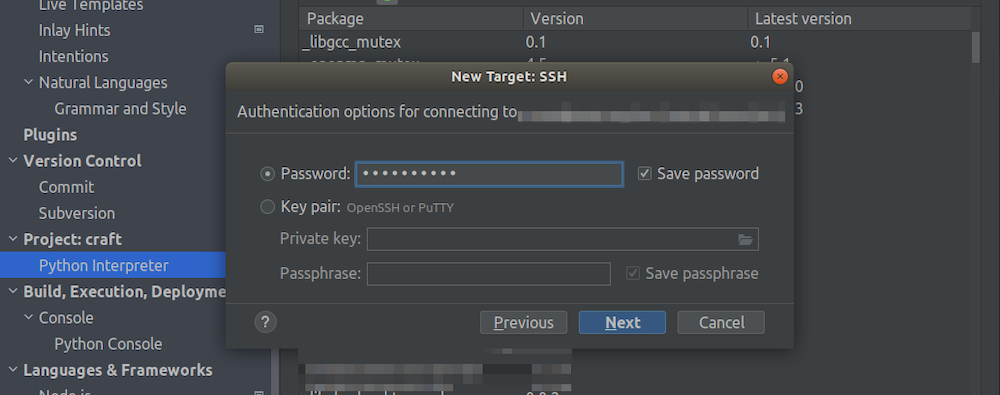 Live Templates
Package Version Latest version
Inlay Hints
_libgcc_mutex 0.1 0.1
Intentions
New Target: SSH
Natural Languages
Grammar and Style
Authentication options for connecting to
Plugins
Version Control
Password: •••••••••• Save password
Commit
Key pair: OpenSSH or PuTTY
Subversion
Project: craft
Private key:
Python Interpreter
Passphrase: Save passphrase
Build, Execution, Deployme
Console
? Previous Next Cancel
Python Console
Languages & Frameworks